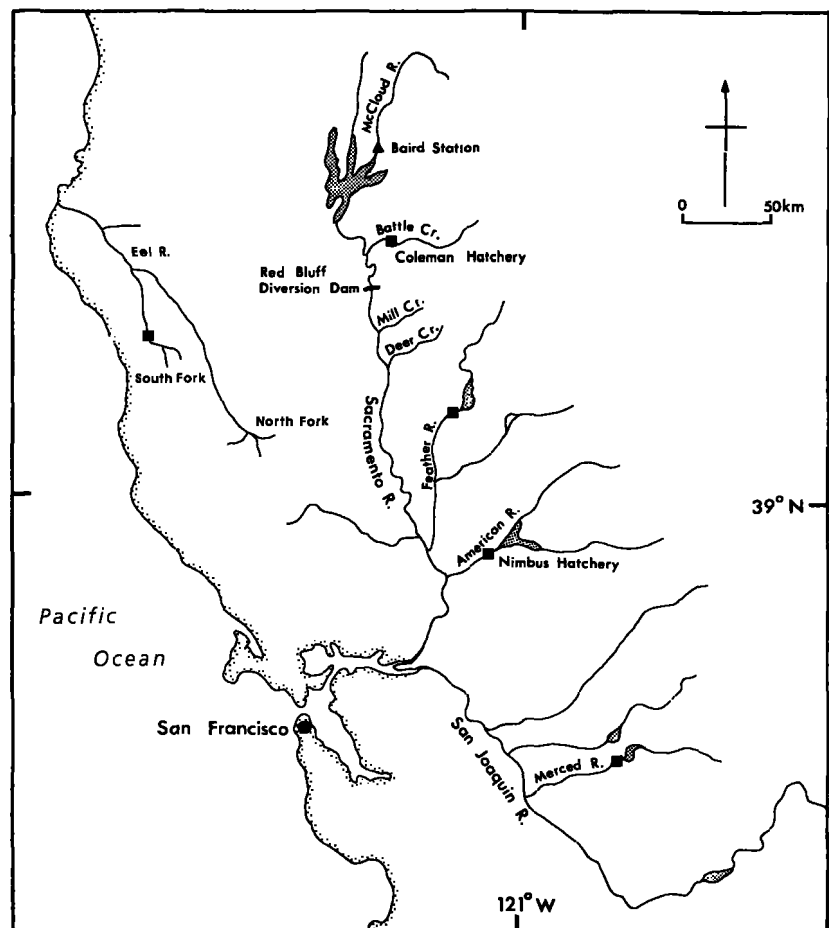 McCloud R.
Baird Station
0 50km
Battle Cr.
Coleman Hatchery
Eel R.
Red Bluff
Diversion Dam
Mill Cr.
Deer Cr.
South Fork
North Fork
Sacramento R.
Feather R.
39° N
American R.
Nimbus Hatchery
Pacific
Ocean
San Francisco
San Joaquin R.
Merced R.
121° W